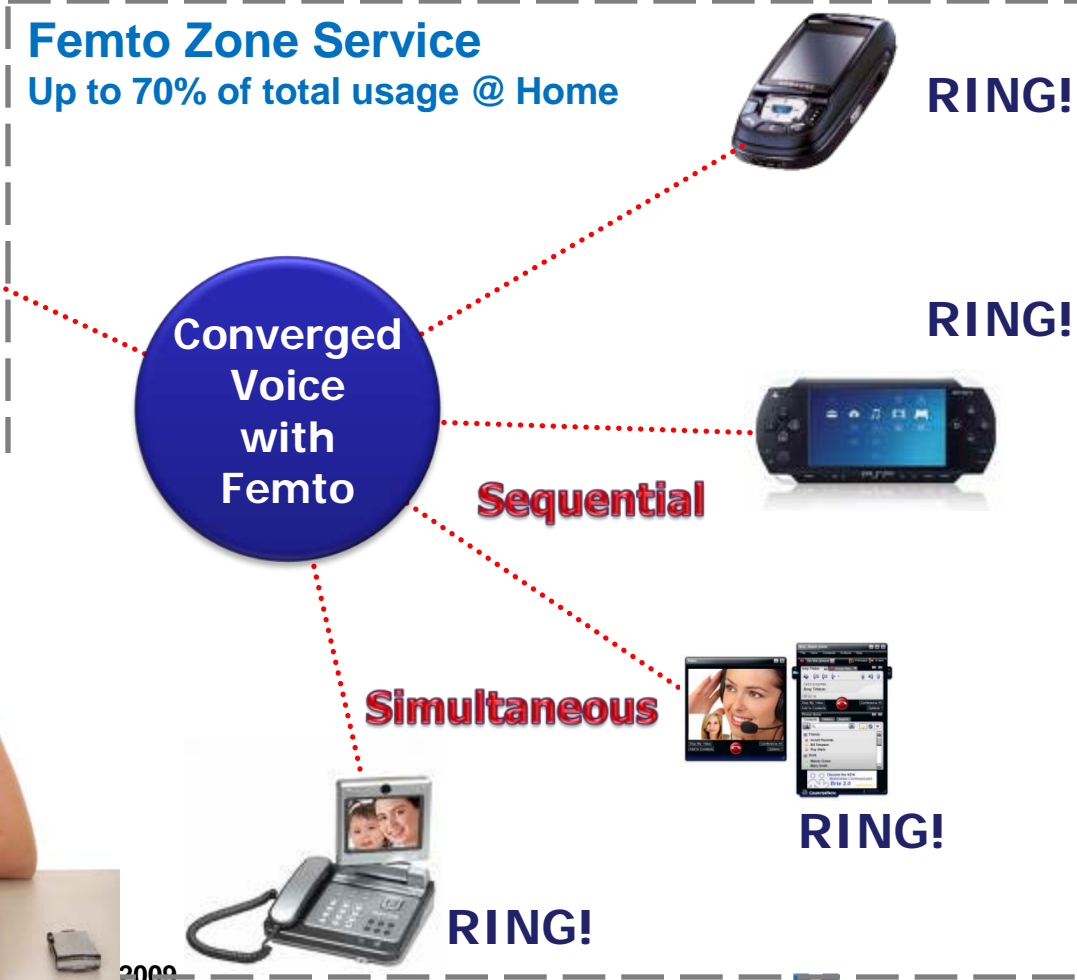 Femto Zone Service
Up to 70% of total usage @ Home
RING!
RING!
Converged
Voice
with
Femto
Sequential
Simultaneous
RING!
RING!
2009